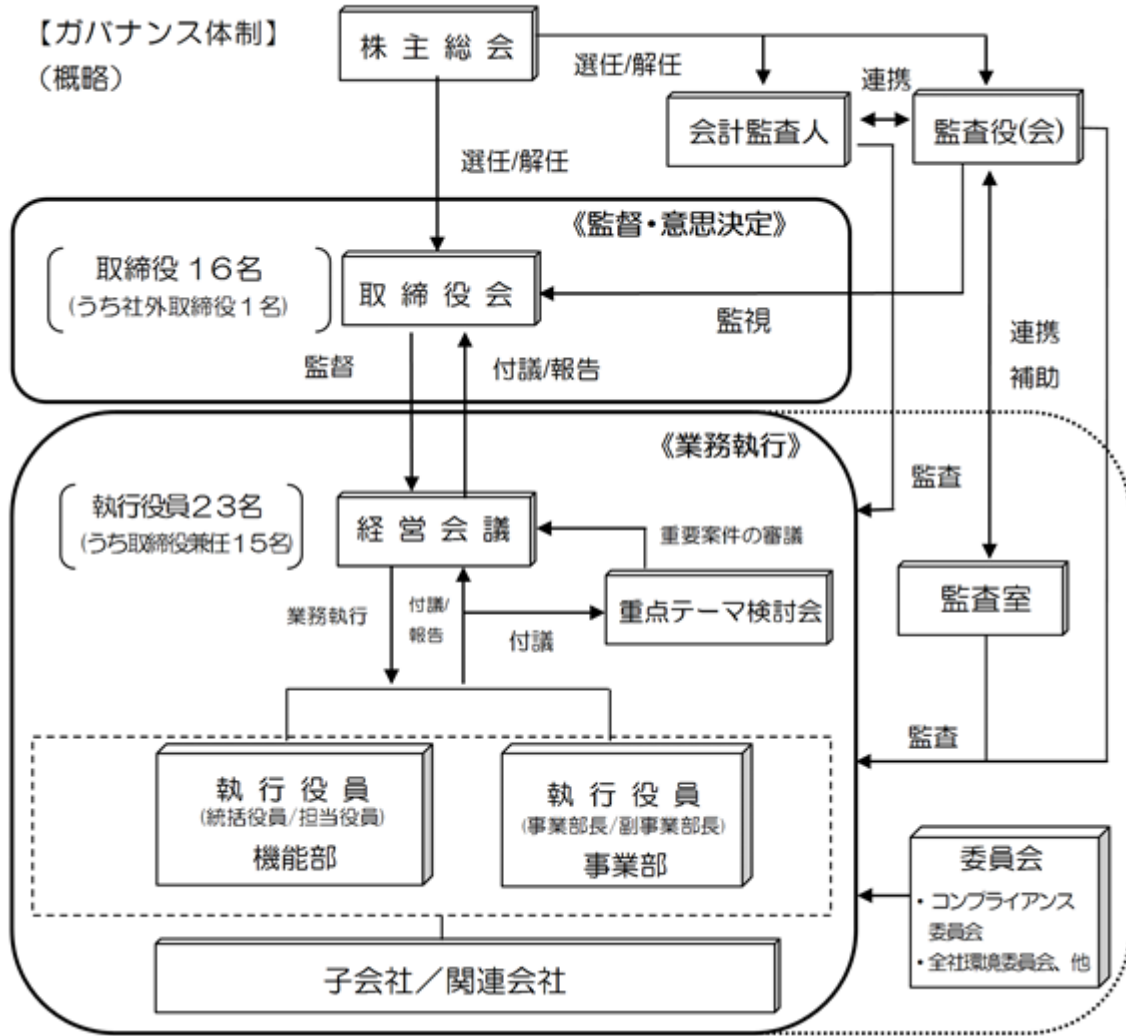 【ガバナンス体制】
（概略）
株主総会
選任/解任
連携
会計監査人
監査役(会)
選任/解任
《監督・意思決定》
取締役 16名
(うち社外取締役1名)
取締役会
監視
連携
補助
監督
付議/報告
《業務執行》
監査
執行役員23名
(うち取締役兼任15名)
経営会議
重要案件の審議
監査室
重点テーマ検討会
業務執行
付議/
報告
付議
監査
執行役員
(統括役員/担当役員)
機能部
執行役員
(事業部長/副事業部長)
事業部
委員会
・コンプライアンス
委員会
・全社環境委員会、他
子会社／関連会社